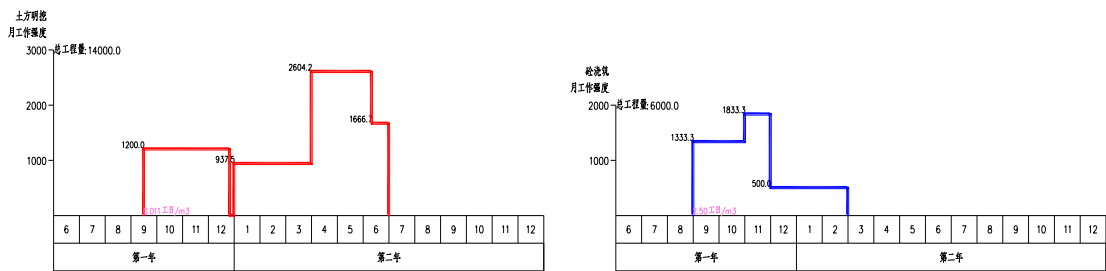 土方明挖
月工作强度
总工程量:14000.0
3000
2000
1000
1200.0
937.5
2604.2
1666.7
0.011工日/m3
6 7 8 9 10 11 12 1 2 3 4 5 6 7 8 9 10 11 12
第一年 第二年
砼浇筑
月工作强度
总工程量:6000.0
2000
1000
1333.3
1833.3
500.0
.50工日/m3
6 7 8 9 10 11 12 1 2 3 4 5 6 7 8 9 10 11 12
第一年 第二年